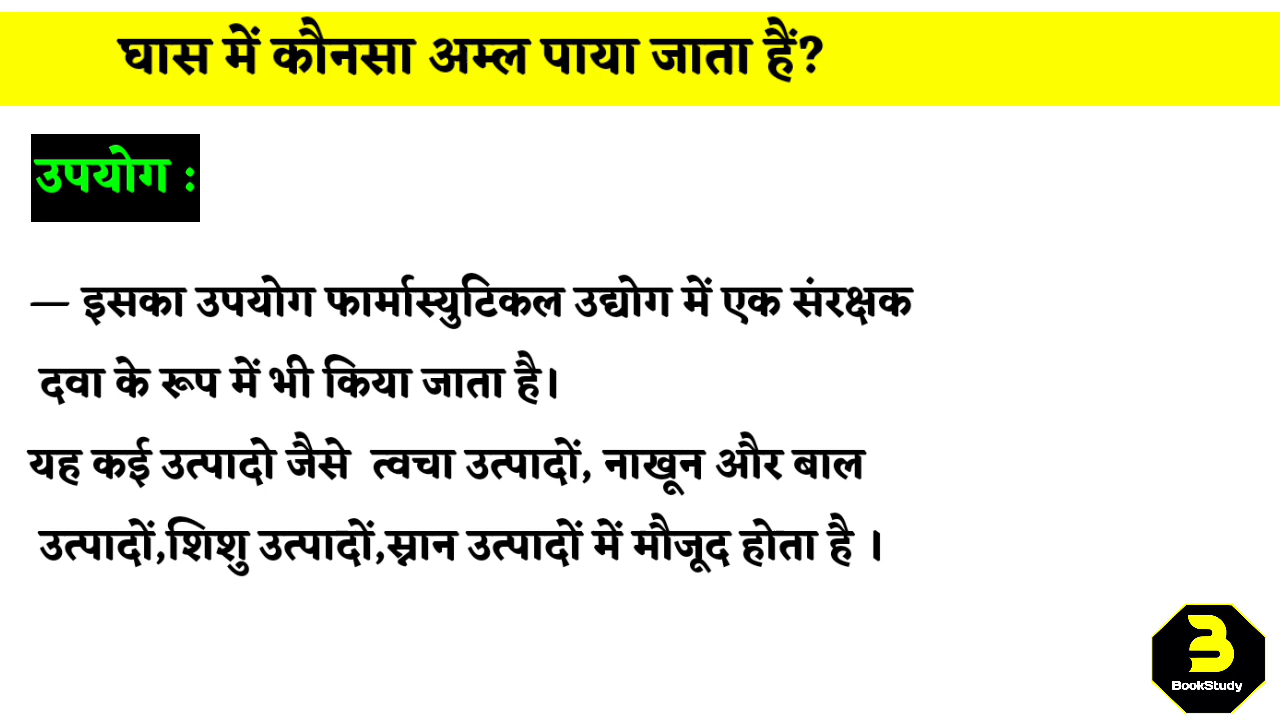 घास में कौनसा अम्ल पाया जाता हैं?
उपयोग :
— इसका उपयोग फार्मास्युटिकल उद्योग में एक संरक्षक
दवा के रूप में भी किया जाता है।
यह कई उत्पादो जैसे त्वचा उत्पादों, नाखून और बाल
उत्पादों,शिशु उत्पादों,स्नान उत्पादों में मौजूद होता है ।
BookStudy